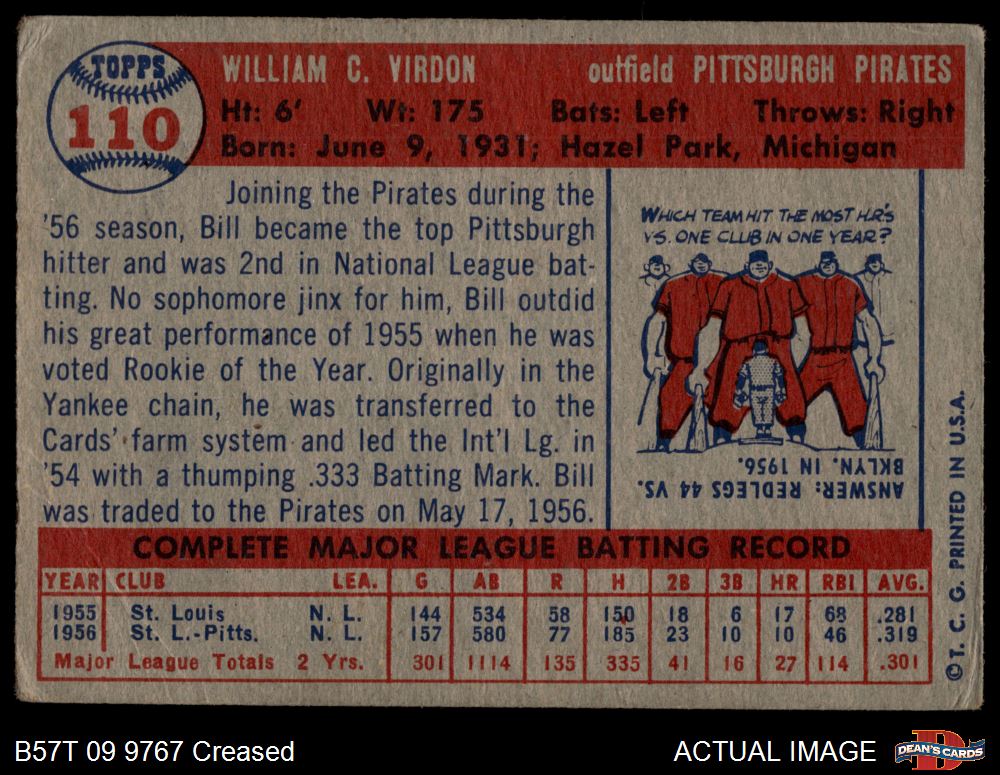 TOPPS
110
WILLIAM C. VIRDON outfield PITTSBURGH PIRATES
Ht: 6' Wt: 175 Bats: Left Throws: Right
Born: June 9, 1931; Hazel Park, Michigan
Joining the Pirates during the
'56 season, Bill became the top Pittsburgh
hitter and was 2nd in National League bat-
ting. No sophomore jinx for him, Bill outdid
his great performance of 1955 when he was
voted Rookie of the Year. Originally in the
Yankee chain, he was transferred to the
Cards' farm system and led the Int'l Lg. in
'54 with a thumping .333 Batting Mark. Bill
was traded to the Pirates on May 17, 1956.
WHICH TEAM HIT THE MOST H.R'S
VS. ONE CLUB IN ONE YEAR?
ANSWER: REDLEGS 44 VS.
BKLYN. IN 1956.
COMPLETE MAJOR LEAGUE BATTING RECORD
YEAR CLUB LEA. G AB R H 2B 3B HR RBI AVG.
1955 St. Louis N. L. 144 534 58 150 18 6 17 68 .281
1956 St. L.-Pitts. N. L. 157 580 77 185 23 10 10 46 .319
Major League Totals 2 Yrs. 301 1114 135 335 41 16 27 114 .301
©T. C. G. PRINTED IN U.S.A.
B57T 09 9767 Creased
ACTUAL IMAGE
D
DEAN'S CARDS